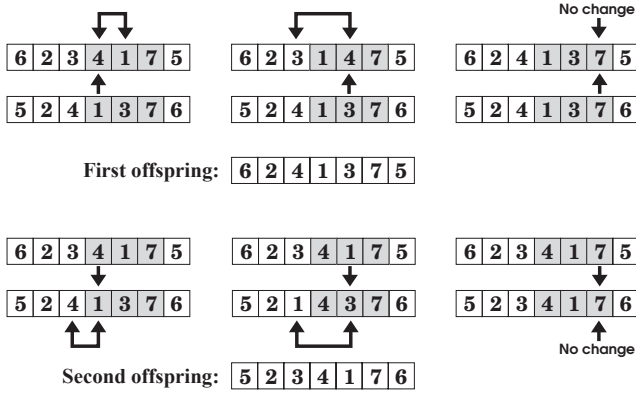 No change
6 2 3 4 1 7 5 6 2 3 1 4 7 5 6 2 4 1 3 7 5
5 2 4 1 3 7 6 5 2 4 1 3 7 6 5 2 4 1 3 7 6
First offspring: 6 2 4 1 3 7 5
6 2 3 4 1 7 5 6 2 3 4 1 7 5 6 2 3 4 1 7 5
5 2 4 1 3 7 6 5 2 1 4 3 7 6 5 2 3 4 1 7 6
No change
Second offspring: 5 2 3 4 1 7 6